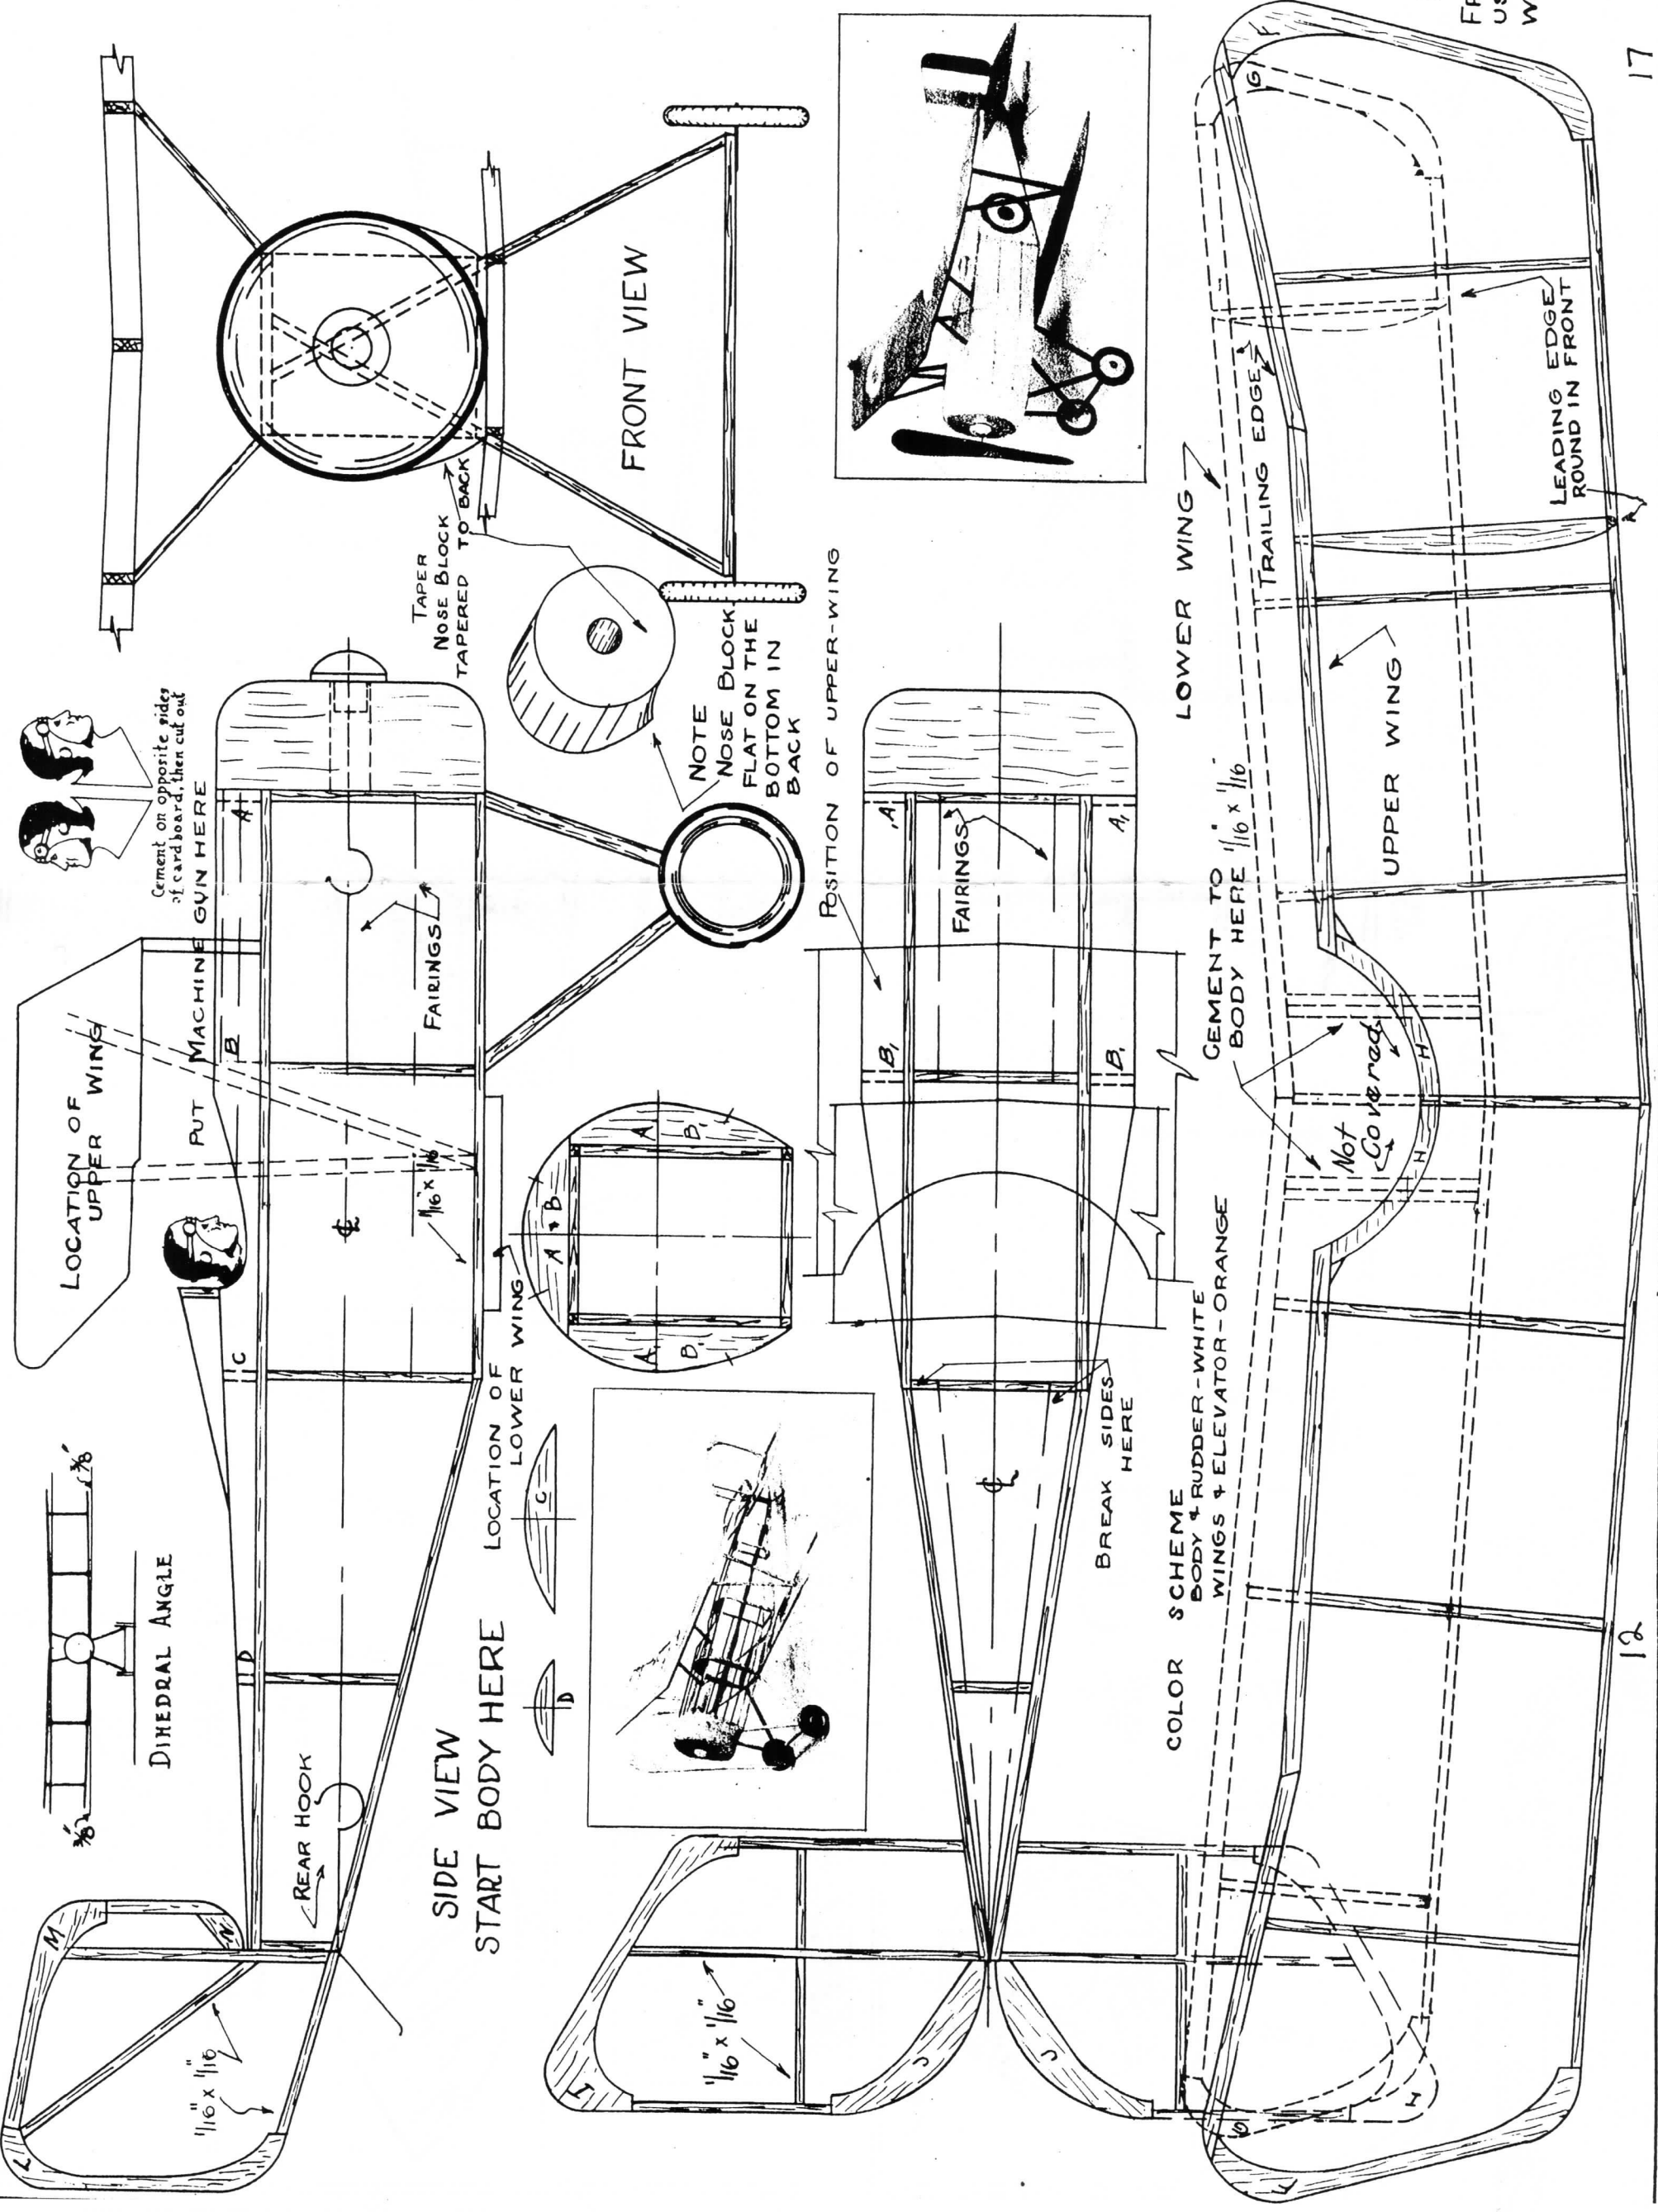 LOCATION OF
UPPER WING
PUT MACHINE GUN HERE
Cement on opposite sides
of cardboard, then cut out
A
B
C
D
FAIRINGS
1/16" x 1/16"
℄
REAR HOOK
M
N
L
1/16" x 1/16"
3/8"
3/8"
DIHEDRAL ANGLE
SIDE VIEW
START BODY HERE
LOCATION OF
LOWER WING
C
D
A & B
A
B.
A
B.
TAPER
NOSE BLOCK
TAPERED TO BACK
NOTE
NOSE BLOCK
FLAT ON THE
BOTTOM IN
BACK
FRONT VIEW
POSITION OF UPPER-WING
A,
A,
B,
B,
FAIRINGS
℄
BREAK SIDES
HERE
I
J
J
I
1/16" x 1/16"
COLOR SCHEME
BODY & RUDDER-WHITE
WINGS & ELEVATOR-ORANGE
LOWER WING
TRAILING EDGE
CEMENT TO
BODY HERE 1/16" x 1/16"
Not
Covered
H
H
UPPER WING
LEADING EDGE
ROUND IN FRONT
F
G
G
F
12
17
US
W